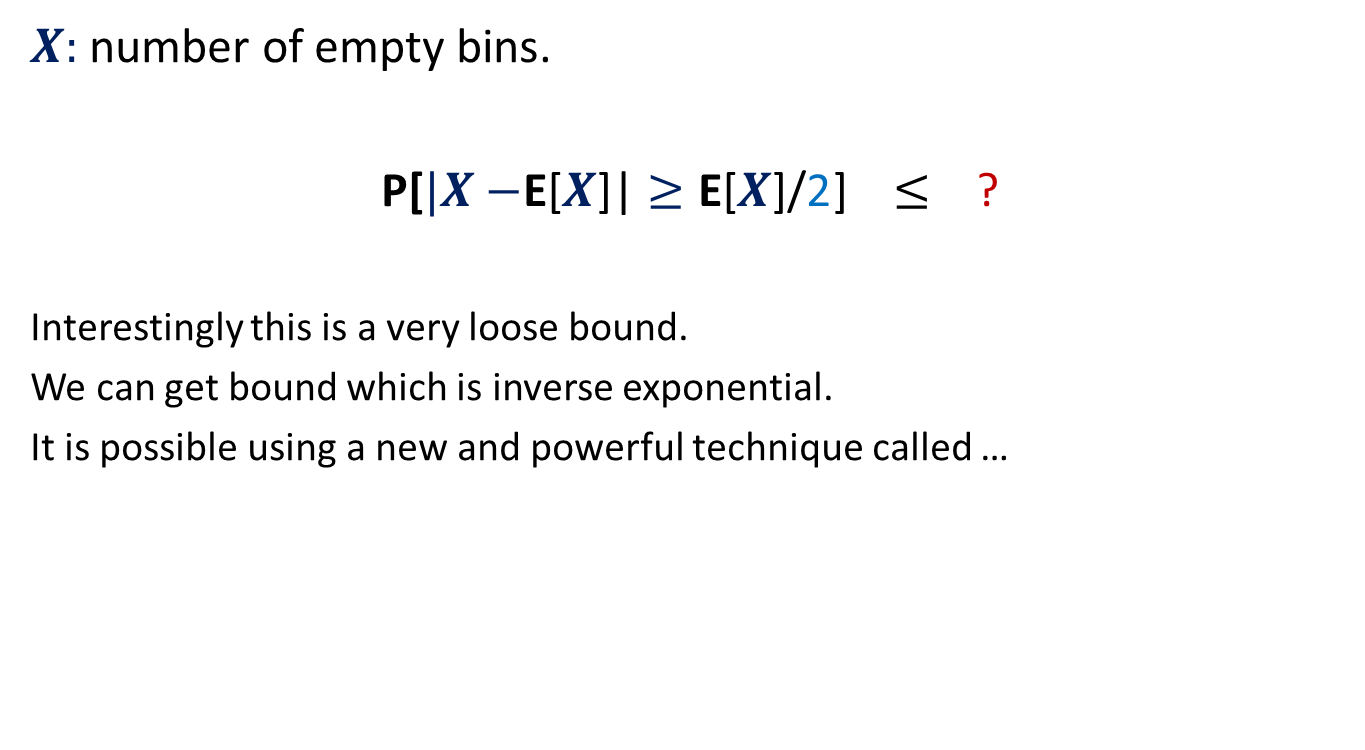 X: number of empty bins.
P[|X −E[X]| ≥ E[X]/2] ≤ ?
Interestingly this is a very loose bound.
We can get bound which is inverse exponential.
It is possible using a new and powerful technique called …